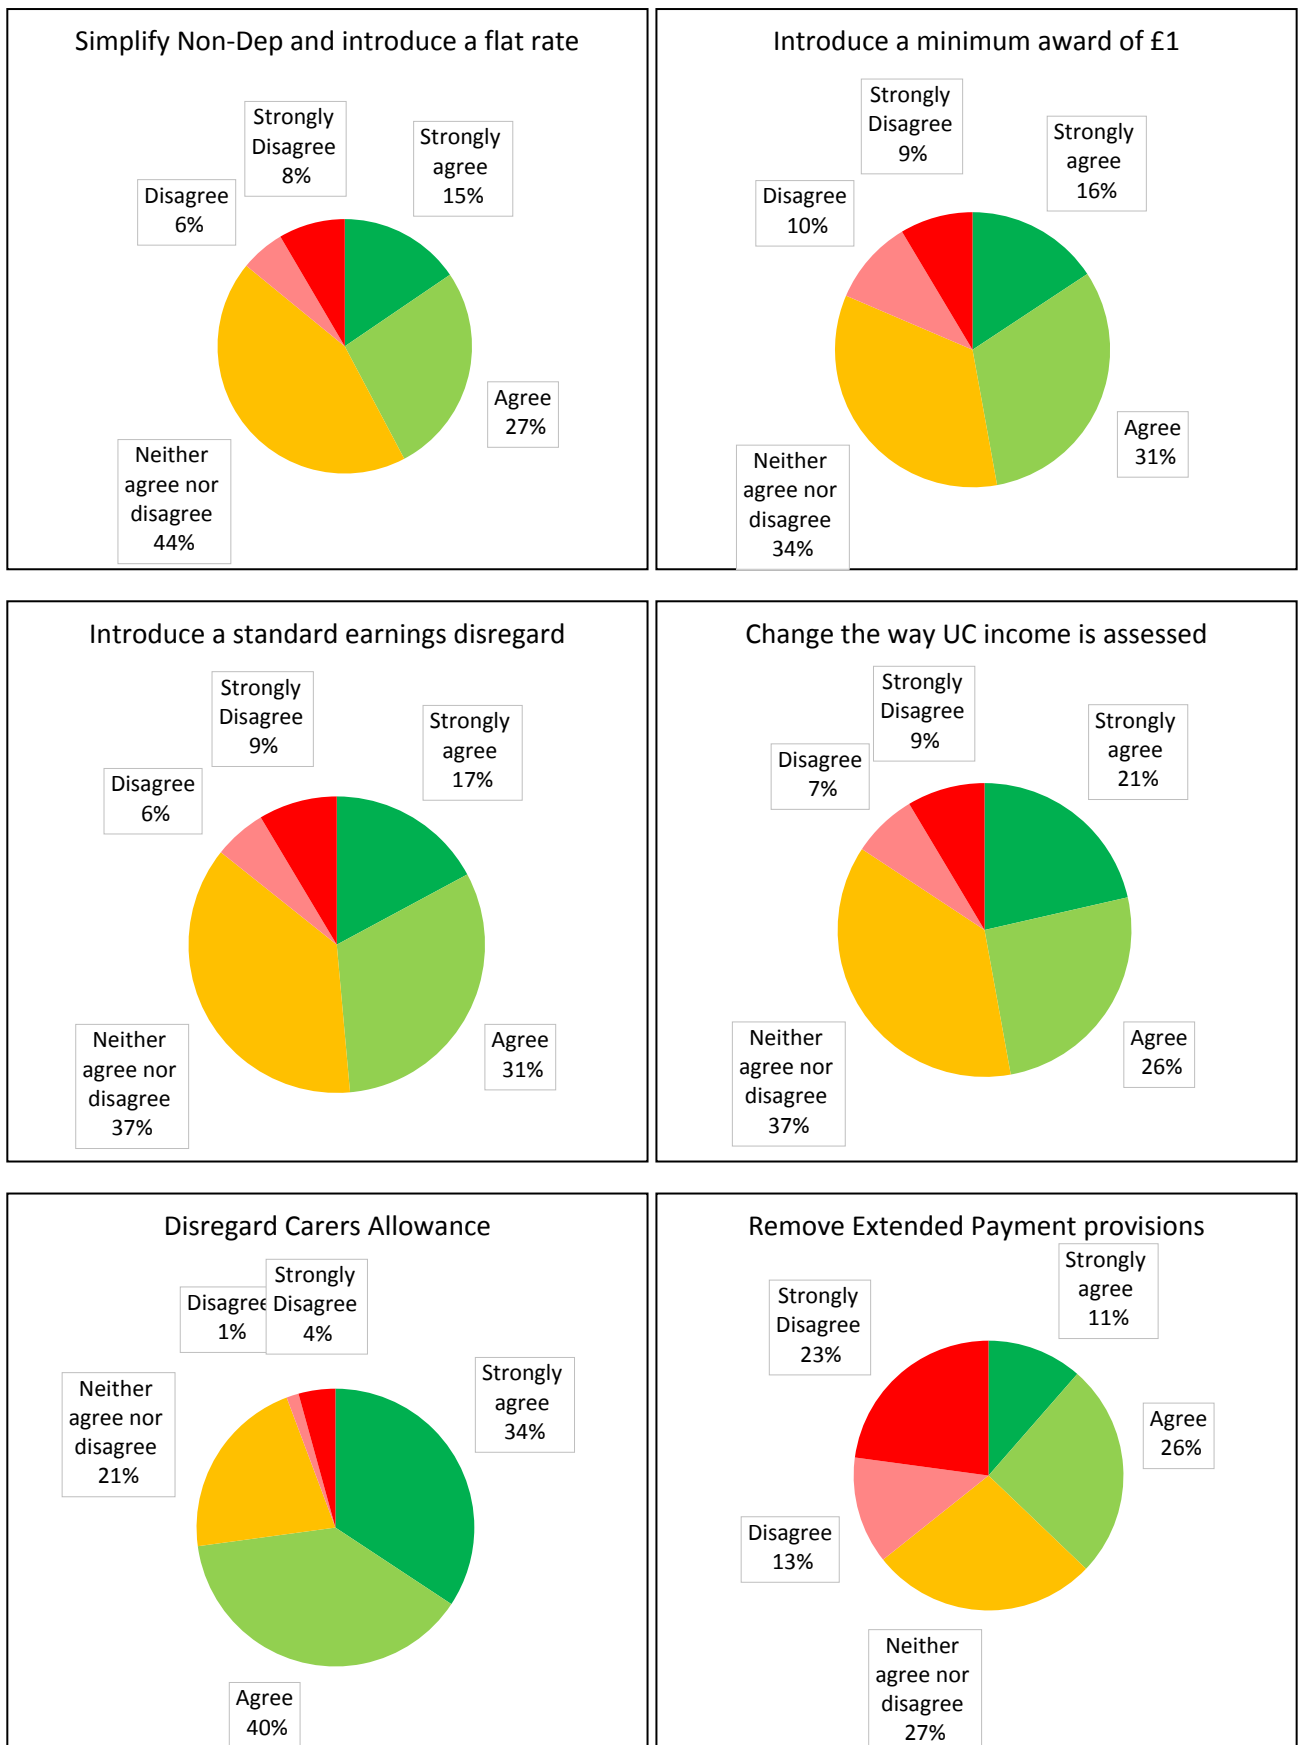 Simplify Non-Dep and introduce a flat rate
Strongly
Disagree
8%
Strongly
agree
15%
Disagree
6%
Agree
27%
Neither
agree nor
disagree
44%
Introduce a minimum award of £1
Strongly
Disagree
9%
Strongly
agree
16%
Disagree
10%
Agree
31%
Neither
agree nor
disagree
34%
Introduce a standard earnings disregard
Strongly
Disagree
9%
Strongly
agree
17%
Disagree
6%
Agree
31%
Neither
agree nor
disagree
37%
Change the way UC income is assessed
Strongly
Disagree
9%
Strongly
agree
21%
Disagree
7%
Agree
26%
Neither
agree nor
disagree
37%
Disregard Carers Allowance
Strongly
Disagree
4%
Disagree
1%
Strongly
agree
34%
Neither
agree nor
disagree
21%
Agree
40%
Remove Extended Payment provisions
Strongly
agree
11%
Strongly
Disagree
23%
Agree
26%
Disagree
13%
Neither
agree nor
disagree
27%